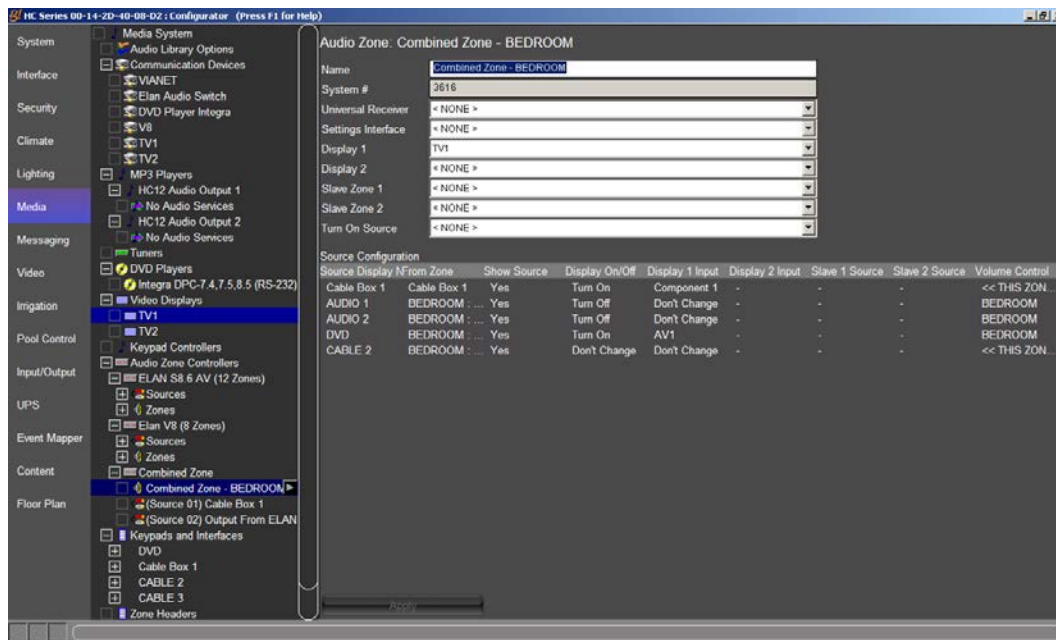 HC Series 00-14-2D-40-08-D2 : Configurator (Press F1 for Help)
System
Interface
Security
Climate
Lighting
Media
Messaging
Video
Irrigation
Pool Control
Input/Output
UPS
Event Mapper
Content
Floor Plan
Media System
Audio Library Options
Communication Devices
VIANET
Elan Audio Switch
DVD Player Integra
V8
TV1
TV2
MP3 Players
HC12 Audio Output 1
No Audio Services
HC12 Audio Output 2
No Audio Services
Tuners
DVD Players
Integra DPC-7.4,7.5,8.5 (RS-232)
Video Displays
TV1
TV2
Keypad Controllers
Audio Zone Controllers
ELAN S8.6 AV (12 Zones)
Sources
Zones
Elan V8 (8 Zones)
Sources
Zones
Combined Zone
Combined Zone - BEDROOM
(Source 01) Cable Box 1
(Source 02) Output From ELAN
Keypads and Interfaces
DVD
Cable Box 1
CABLE 2
CABLE 3
Zone Headers
Audio Zone: Combined Zone - BEDROOM
Name Combined Zone - BEDROOM
System # 3616
Universal Receiver < NONE >
Settings Interface < NONE >
Display 1 TV1
Display 2 < NONE >
Slave Zone 1 < NONE >
Slave Zone 2 < NONE >
Turn On Source < NONE >
Source Configuration
Source Display N From Zone Show Source Display On/Off Display 1 Input Display 2 Input Slave 1 Source Slave 2 Source Volume Control
Cable Box 1 Cable Box 1 Yes Turn On Component 1 - - - << THIS ZON...
AUDIO 1 BEDROOM : ... Yes Turn Off Don't Change - - - BEDROOM
AUDIO 2 BEDROOM : ... Yes Turn Off Don't Change - - - BEDROOM
DVD BEDROOM : ... Yes Turn On AV1 - - - BEDROOM
CABLE 2 BEDROOM : ... Yes Don't Change Don't Change - - - << THIS ZON...
Apply